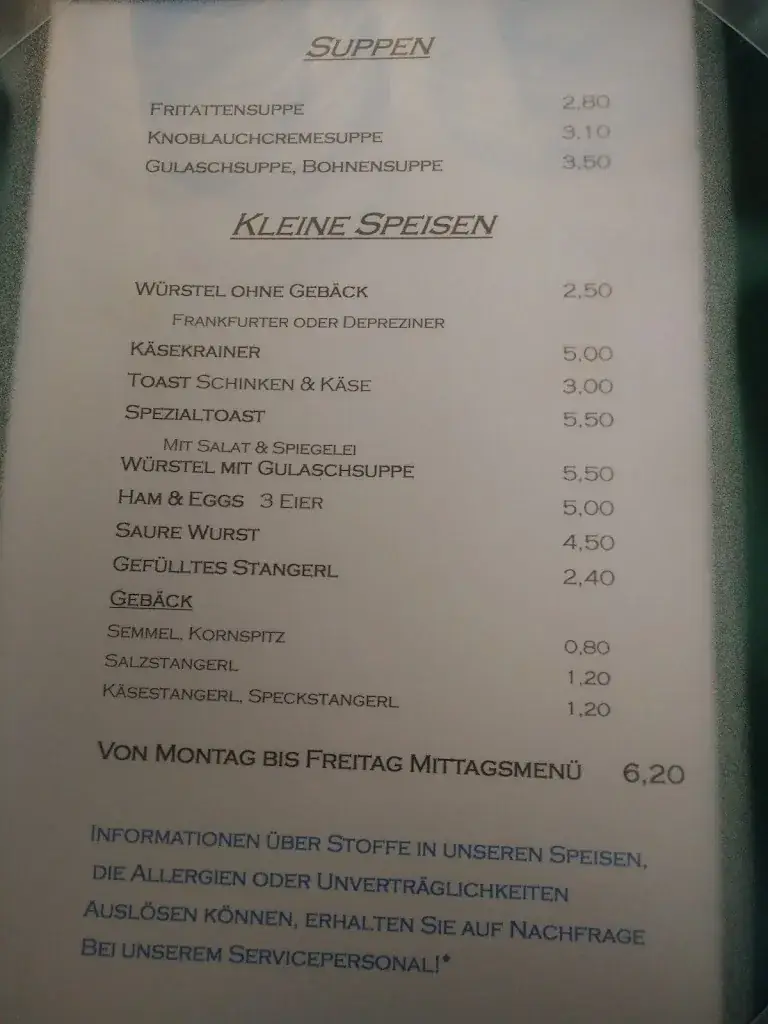 SUPPEN
FRITATTENSUPPE 2,80
KNOBLAUCHCREMESUPPE 3,10
GULASCHSUPPE, BOHNENSUPPE 3,50
KLEINE SPEISEN
WÜRSTEL OHNE GEBÄCK 2,50
FRANKFURTER ODER DEPREZINER
KÄSEKRAINER 5,00
TOAST SCHINKEN & KÄSE 3,00
SPEZIALTOAST 5,50
MIT SALAT & SPIEGELEI
WÜRSTEL MIT GULASCHSUPPE 5,50
HAM & EGGS 3 EIER 5,00
SAURE WURST 4,50
GEFÜLLTES STANGERL 2,40
GEBÄCK
SEMMEL, KORNSPITZ 0,80
SALZSTANGERL 1,20
KÄSESTANGERL, SPECKSTANGERL 1,20
VON MONTAG BIS FREITAG MITTAGSMENÜ 6,20
INFORMATIONEN ÜBER STOFFE IN UNSEREN SPEISEN,
DIE ALLERGIEN ODER UNVERTRÄGLICHKEITEN
AUSLÖSEN KÖNNEN, ERHALTEN SIE AUF NACHFRAGE
BEI UNSEREM SERVICEPERSONAL!*